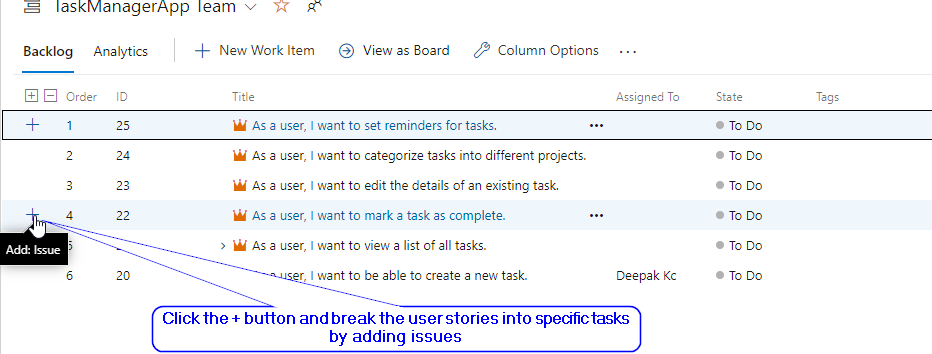 TaskManagerApp Team
Backlog Analytics New Work Item View as Board Column Options ...
Order ID Title Assigned To State Tags
1 25 As a user, I want to set reminders for tasks. ... To Do
2 24 As a user, I want to categorize tasks into different projects. To Do
3 23 As a user, I want to edit the details of an existing task. To Do
4 22 As a user, I want to mark a task as complete. ... To Do
Add: Issue
As a user, I want to view a list of all tasks. To Do
6 20 a user, I want to be able to create a new task. Deepak Kc To Do
Click the + button and break the user stories into specific tasks
by adding issues